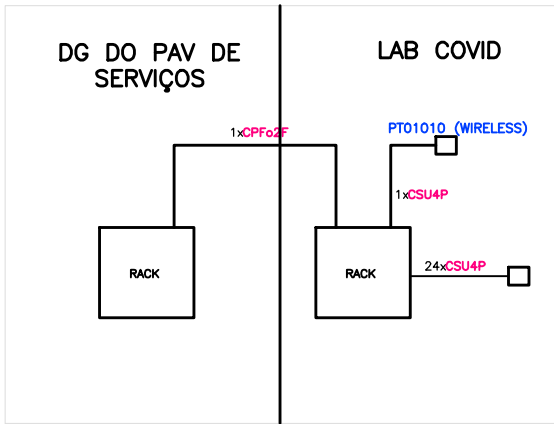 DG DO PAV DE
SERVIÇOS
LAB COVID
1xCPFo2F
PT01010 (WIRELESS)
1xCSU4P
RACK
RACK
24xCSU4P